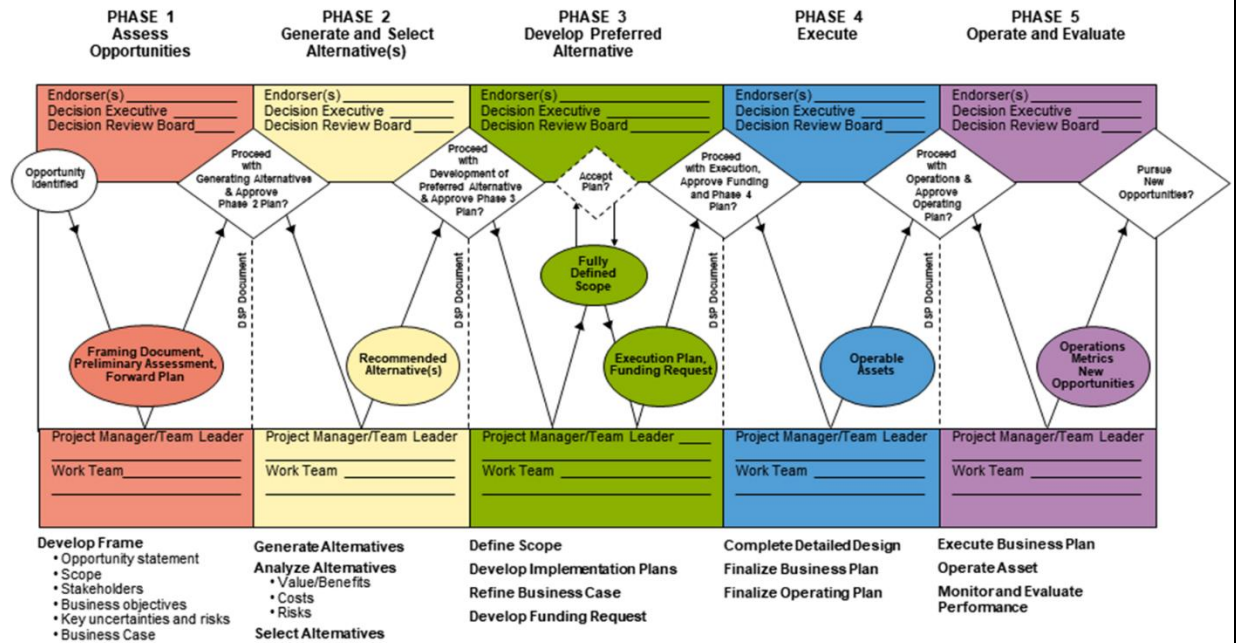 PHASE 1
Assess
Opportunities
PHASE 2
Generate and Select
Alternative(s)
PHASE 3
Develop Preferred
Alternative
PHASE 4
Execute
PHASE 5
Operate and Evaluate
Endorser(s)
Decision Executive
Decision Review Board
Endorser(s)
Decision Executive
Decision Review Board
Endorser(s)
Decision Executive
Decision Review Board
Endorser(s)
Decision Executive
Decision Review Board
Endorser(s)
Decision Executive
Decision Review Board
Opportunity
Identified
Proceed
with
Generating Alternatives
& Approve
Phase 2 Plan?
Proceed
with
Development of
Preferred Alternative
& Approve Phase 3
Plan?
Accept
Plan?
Proceed
with Execution,
Approve Funding
and Phase 4
Plan?
Proceed
with
Operations &
Approve
Operating
Plan?
Pursue
New
Opportunities?
DSP Document
DSP Document
DSP Document
DSP Document
Fully
Defined
Scope
Framing Document,
Preliminary Assessment,
Forward Plan
Recommended
Alternative(s)
Execution Plan,
Funding Request
Operable
Assets
Operations
Metrics
New
Opportunities
Project Manager/Team Leader
Work Team
Project Manager/Team Leader
Work Team
Project Manager/Team Leader
Work Team
Project Manager/Team Leader
Work Team
Project Manager/Team Leader
Work Team
Develop Frame
• Opportunity statement
• Scope
• Stakeholders
• Business objectives
• Key uncertainties and risks
• Business Case
Generate Alternatives
Analyze Alternatives
• Value/Benefits
• Costs
• Risks
Select Alternatives
Define Scope
Develop Implementation Plans
Refine Business Case
Develop Funding Request
Complete Detailed Design
Finalize Business Plan
Finalize Operating Plan
Execute Business Plan
Operate Asset
Monitor and Evaluate
Performance